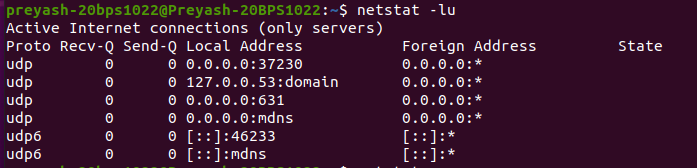 preyash-20bps1022@Preyash-20BPS1022:~$ netstat -lu
Active Internet connections (only servers)
Proto Recv-Q Send-Q Local Address           Foreign Address         State
udp        0      0 0.0.0.0:37230           0.0.0.0:*
udp        0      0 127.0.0.53:domain       0.0.0.0:*
udp        0      0 0.0.0.0:631             0.0.0.0:*
udp        0      0 0.0.0.0:mdns            0.0.0.0:*
udp6       0      0 [::]:46233              [::]:*
udp6       0      0 [::]:mdns               [::]:*